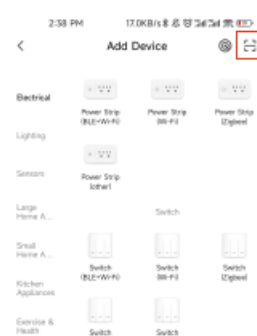 2:38 PM 17.0KB/s
Add Device
Electrical
Power Strip
(BLE+Wi-Fi)
Power Strip
(Wi-Fi)
Power Strip
(Zigbee)
Lighting
Sensors
Power Strip
(other)
Large
Home A...
Switch
Small
Home A...
Switch
(BLE+Wi-Fi)
Switch
(Wi-Fi)
Switch
(Zigbee)
Kitchen
Appliances
Exercise &
Health
Switch
Switch